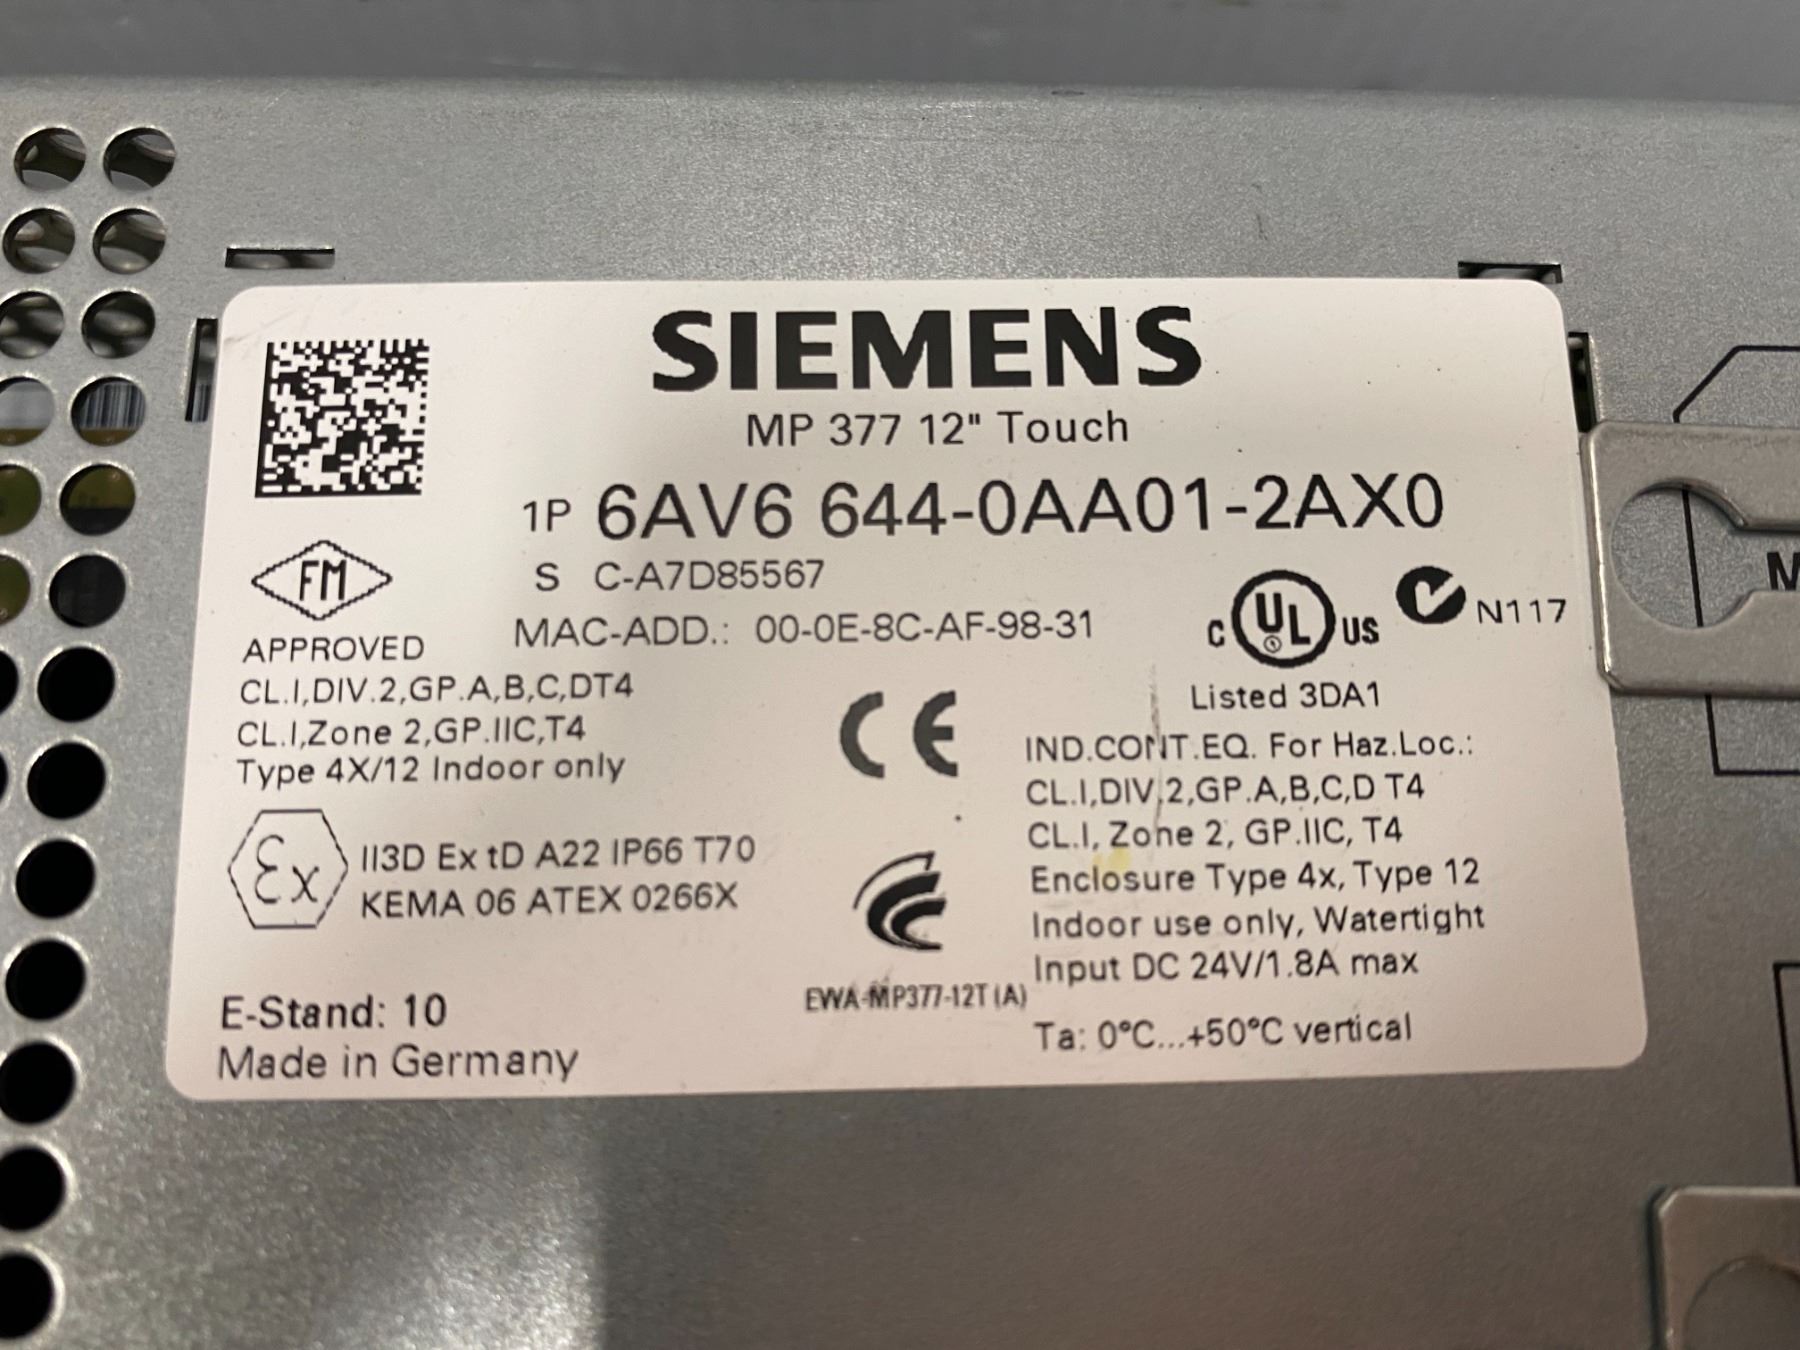 SIEMENS
MP 377 12" Touch
1P 6AV6 644-0AA01-2AX0
S C-A7D85567
MAC-ADD.: 00-0E-8C-AF-98-31
FM
APPROVED
CL.I,DIV.2,GP.A,B,C,DT4
CL.I,Zone 2,GP.IIC,T4
Type 4X/12 Indoor only
C UL US
N117
Listed 3DA1
CE
IND.CONT.EQ. For Haz.Loc.:
CL.I,DIV.2,GP.A,B,C,D T4
CL.I, Zone 2, GP.IIC, T4
Enclosure Type 4x, Type 12
Indoor use only, Watertight
Input DC 24V/1.8A max
Ta: 0°C...+50°C vertical
Ex
II3D Ex tD A22 IP66 T70
KEMA 06 ATEX 0266X
EWA-MP377-12T (A)
E-Stand: 10
Made in Germany